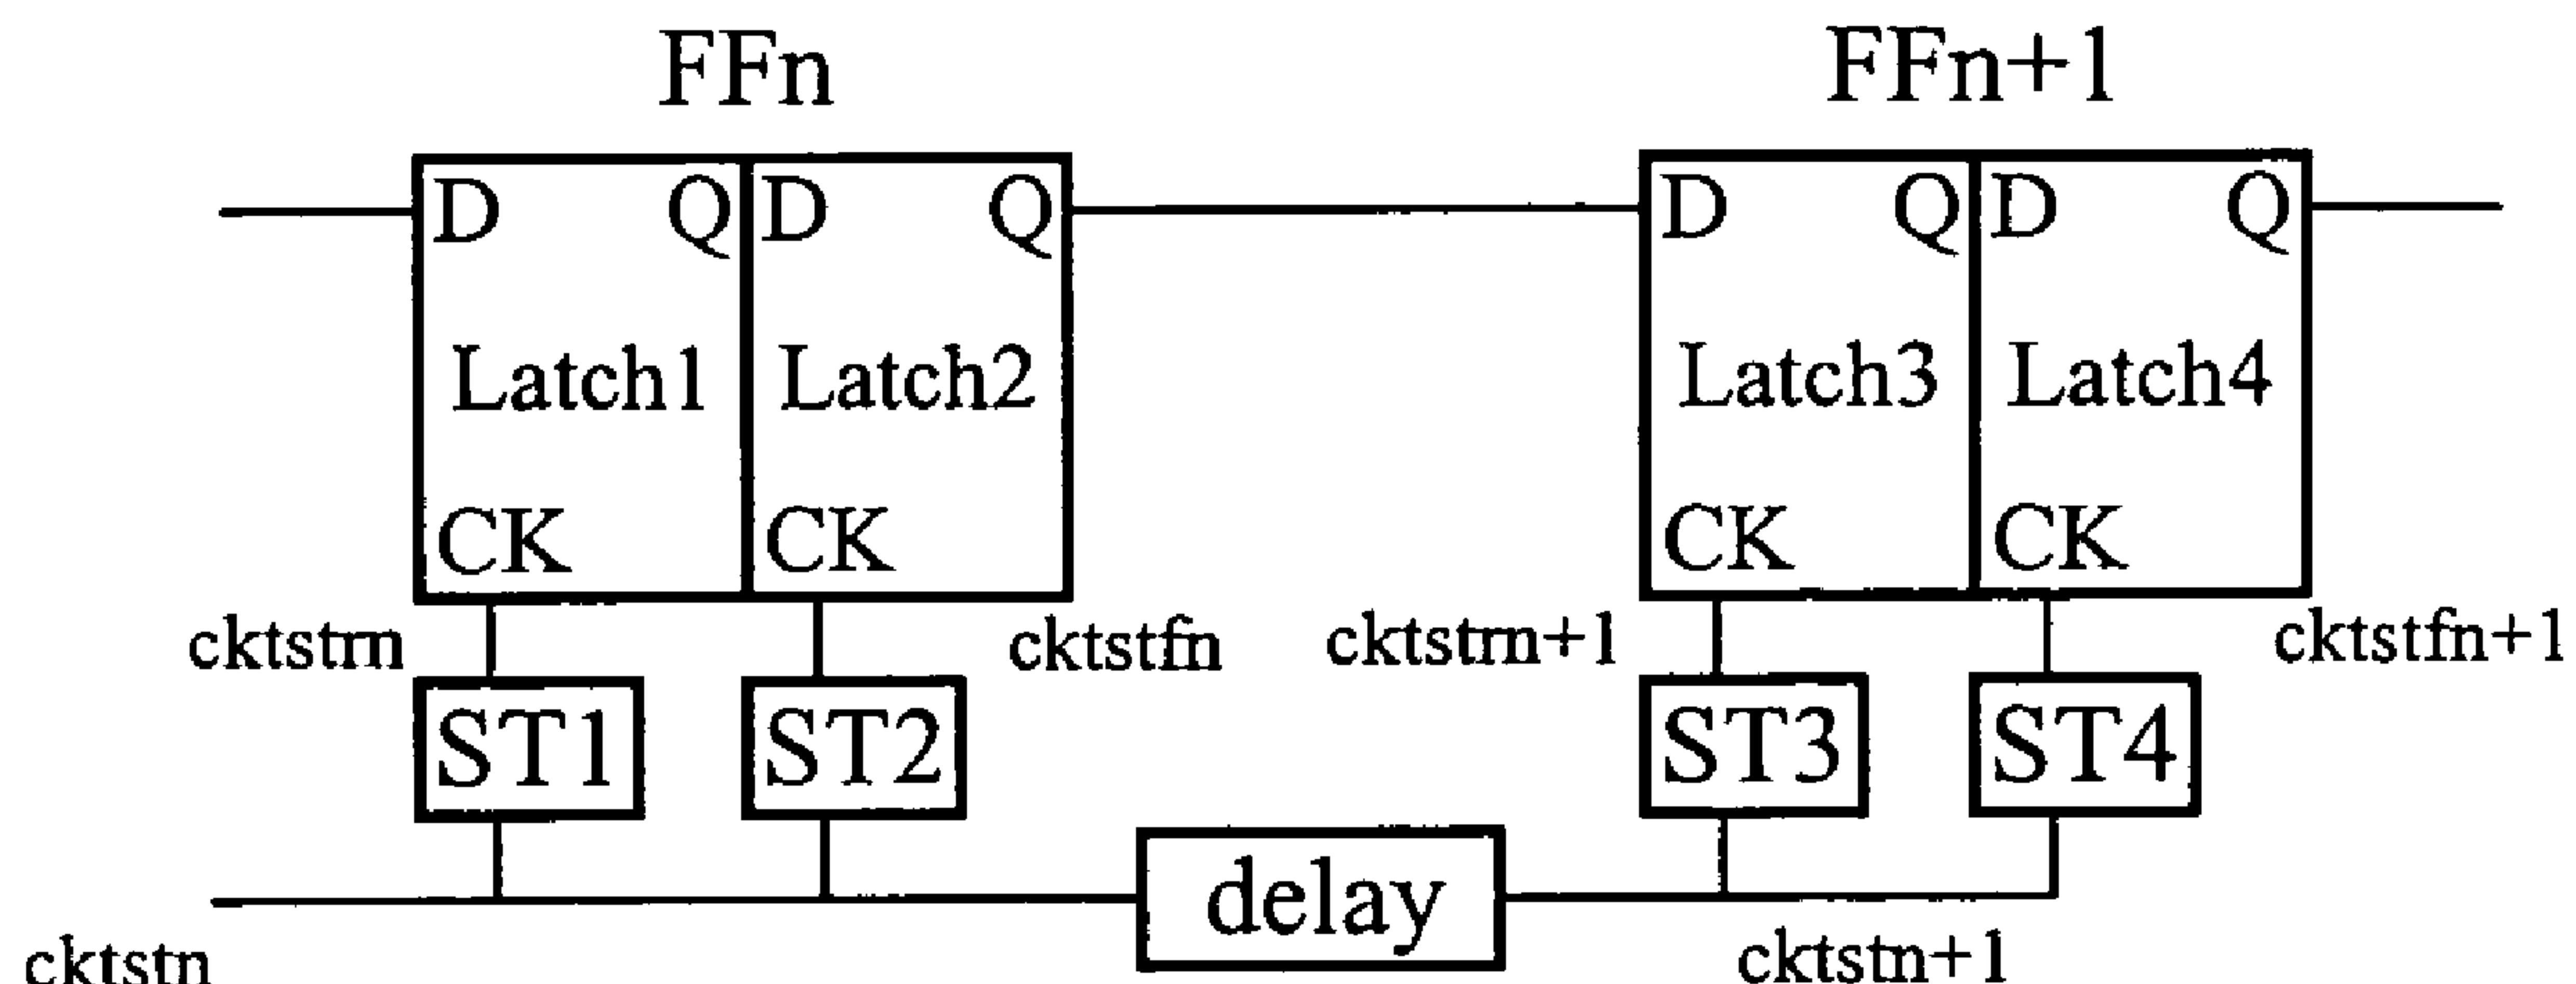 FFn
FFn+1
D Q D Q
D Q D Q
Latch1 Latch2
Latch3 Latch4
CK CK
CK CK
cktstrn
cktstfn
cktstrn+1
cktstfn+1
ST1 ST2
ST3 ST4
delay
cktstn
cktstn+1